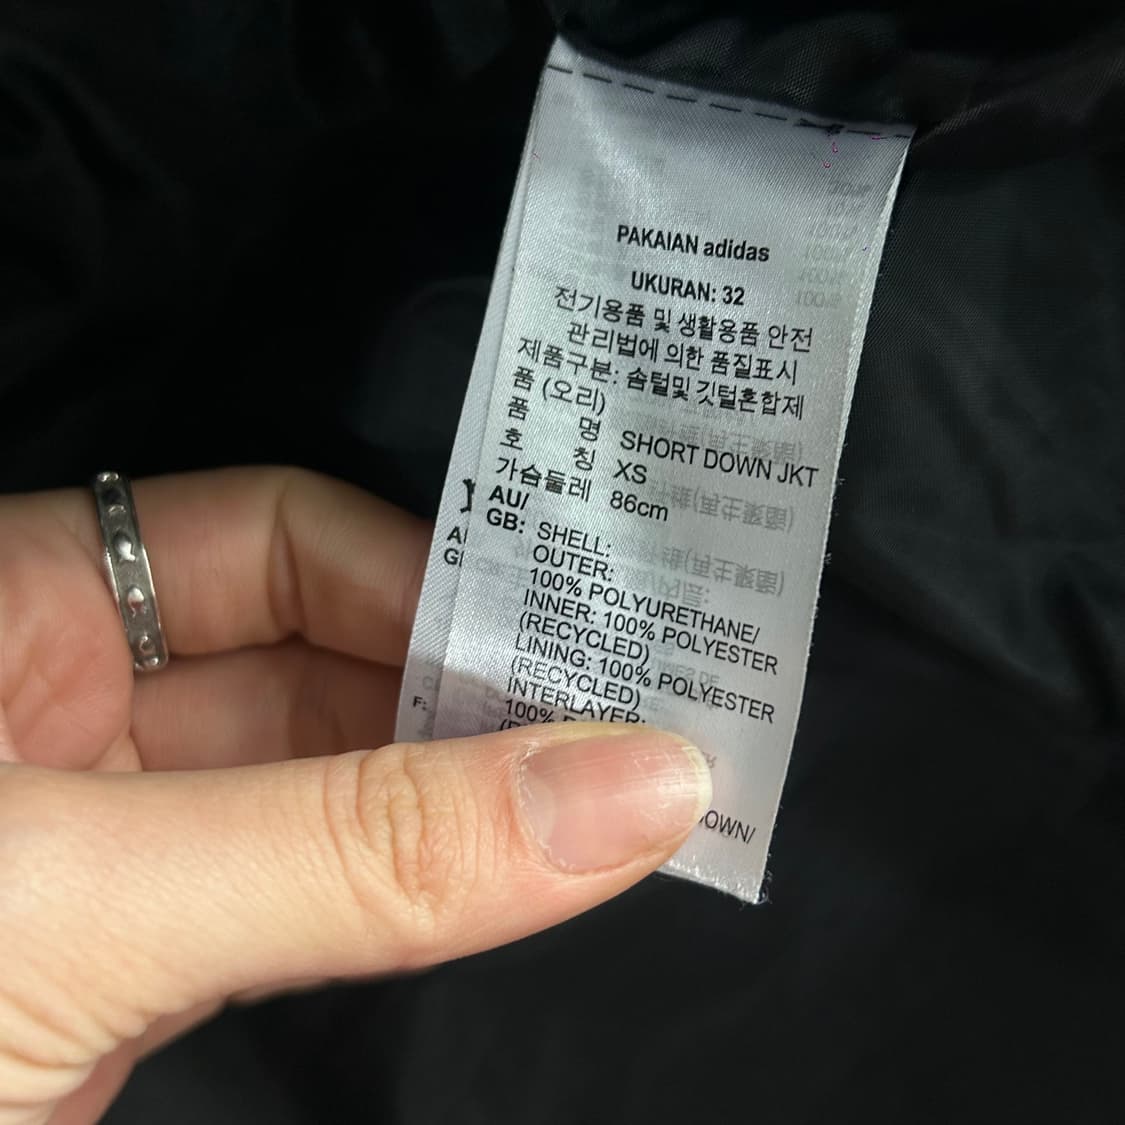 PAKAIAN adidas
UKURAN: 32
전기용품 및 생활용품 안전
관리법에 의한 품질표시
제품구분: 솜털및 깃털혼합제
품 (오리)
품 명 SHORT DOWN JKT
호 칭 XS
가슴둘레 86cm
AU/
GB: SHELL:
OUTER:
100% POLYURETHANE/
INNER: 100% POLYESTER
(RECYCLED)
LINING: 100% POLYESTER
(RECYCLED)
INTERLAYER:
100%
F: